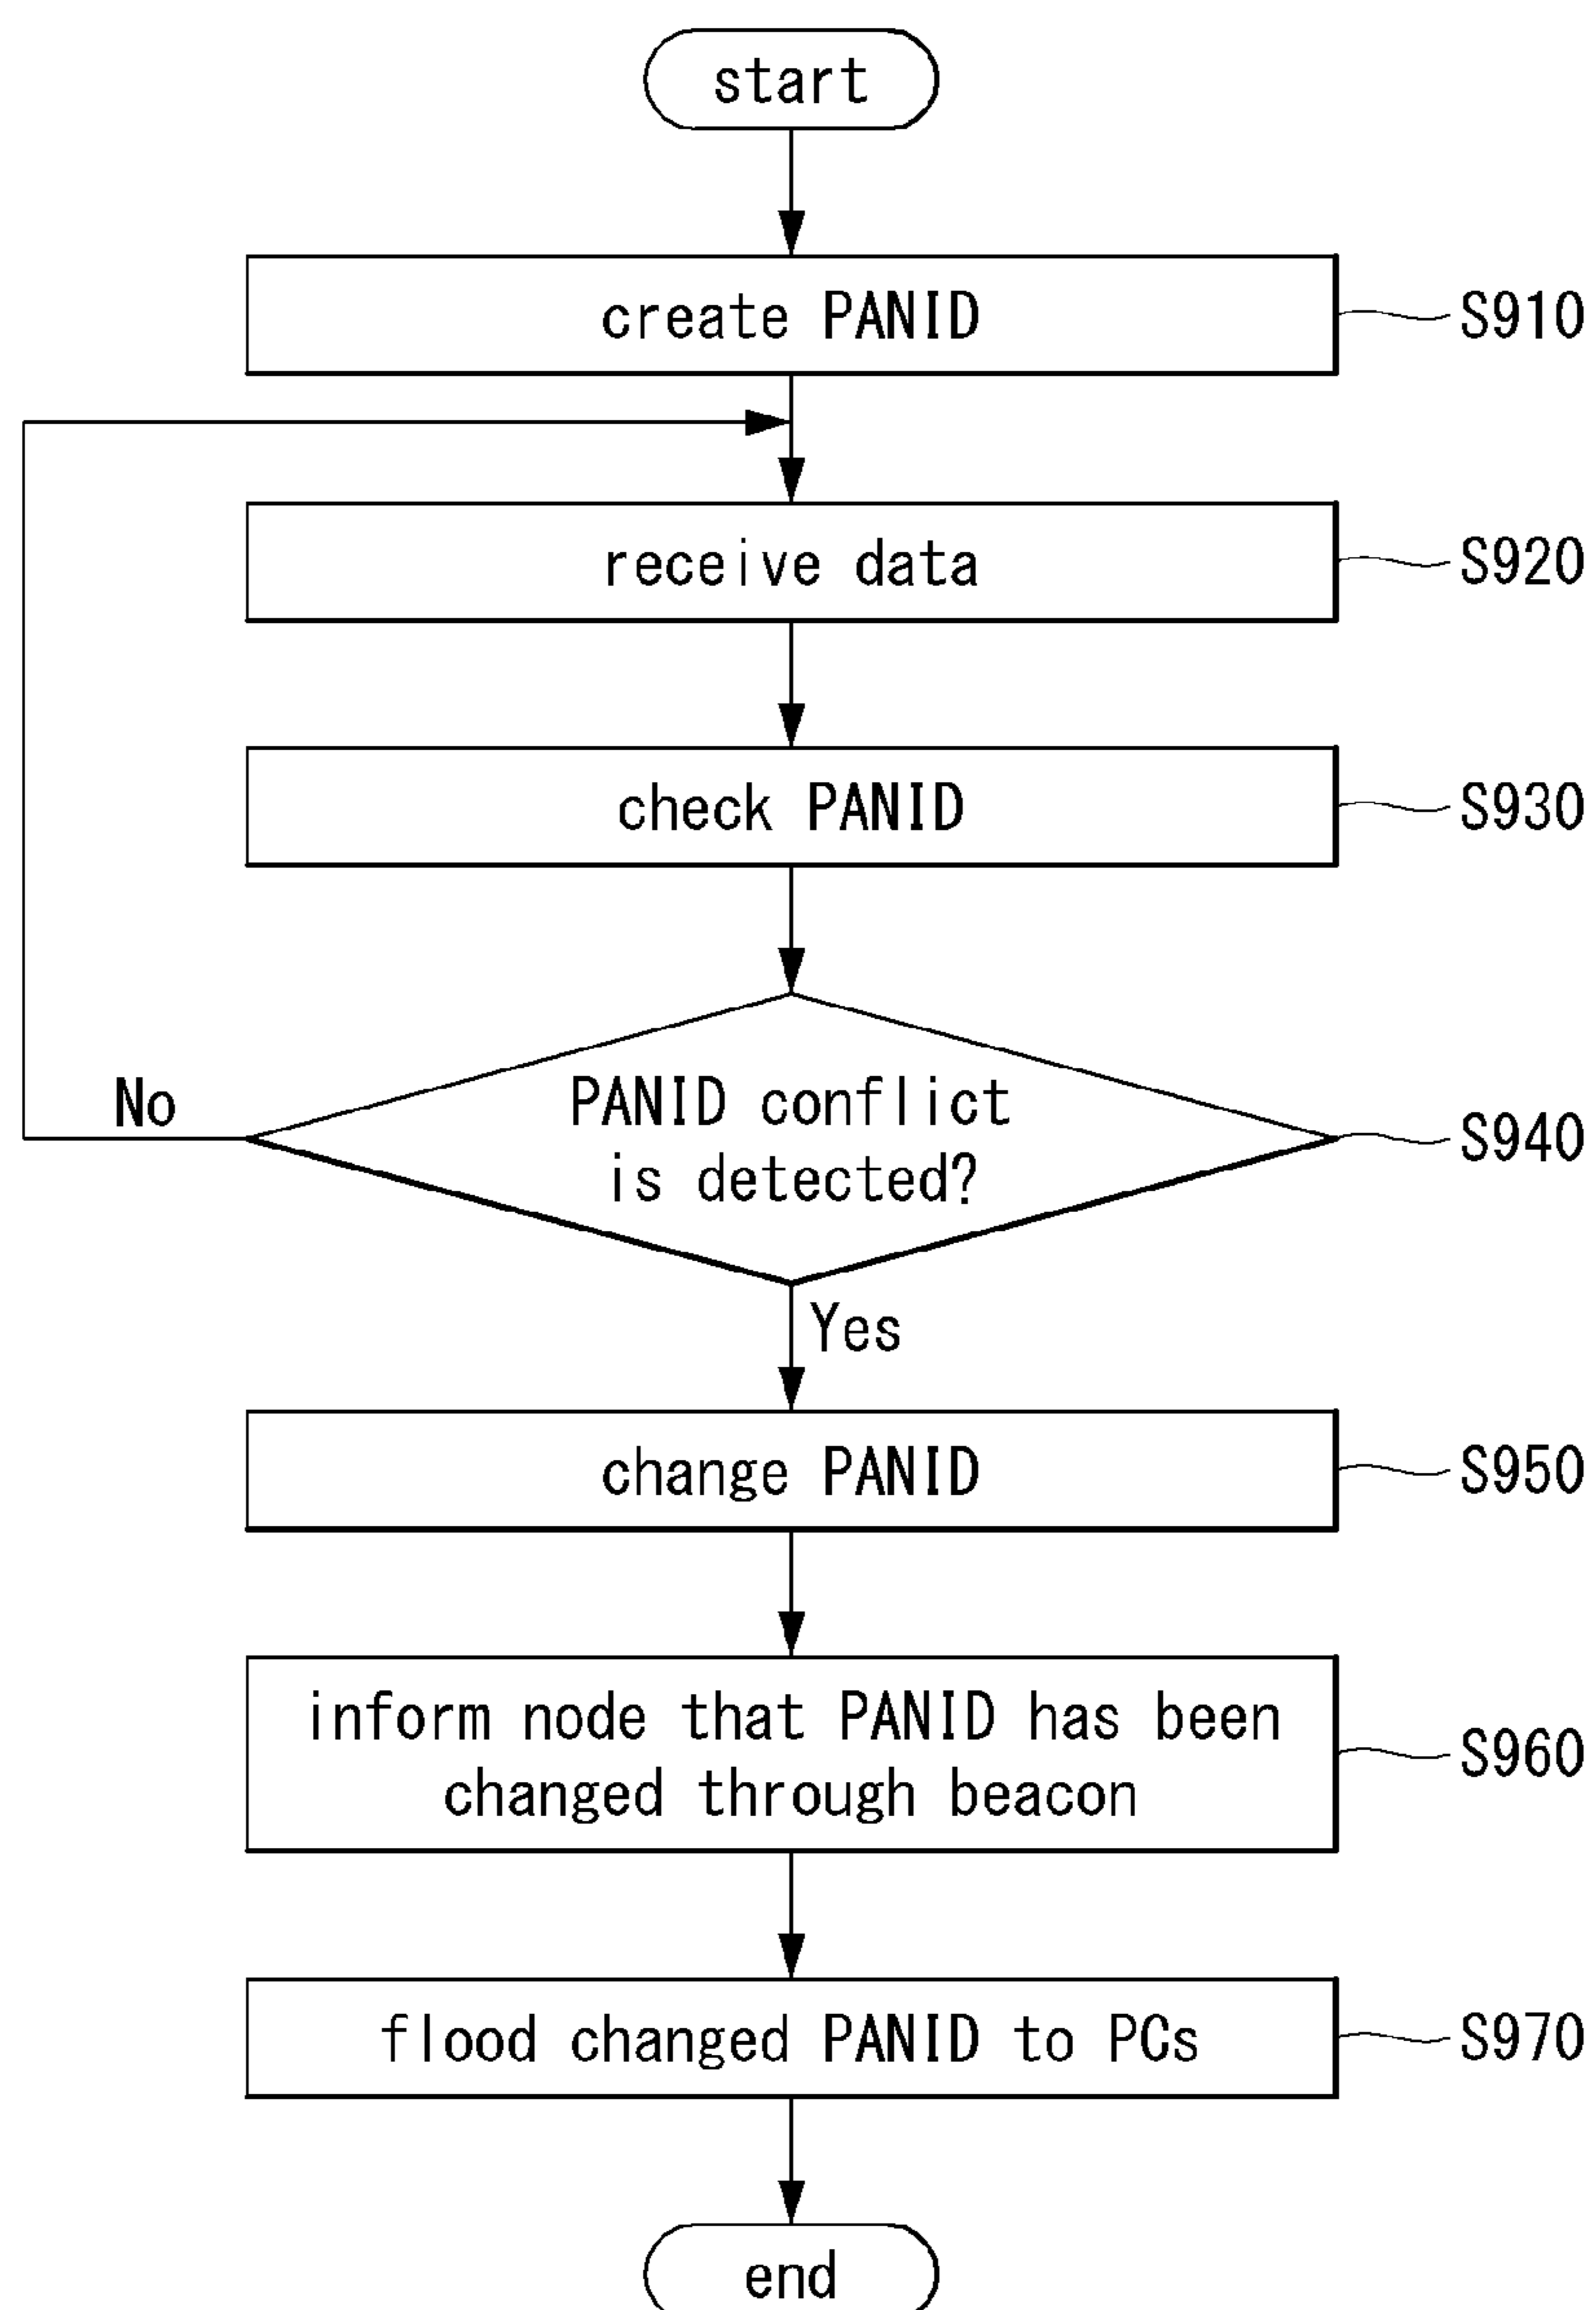 start
create PANID
S910
receive data
S920
check PANID
S930
PANID conflict
is detected?
S940
No
Yes
change PANID
S950
inform node that PANID has been
changed through beacon
S960
flood changed PANID to PCs
S970
end